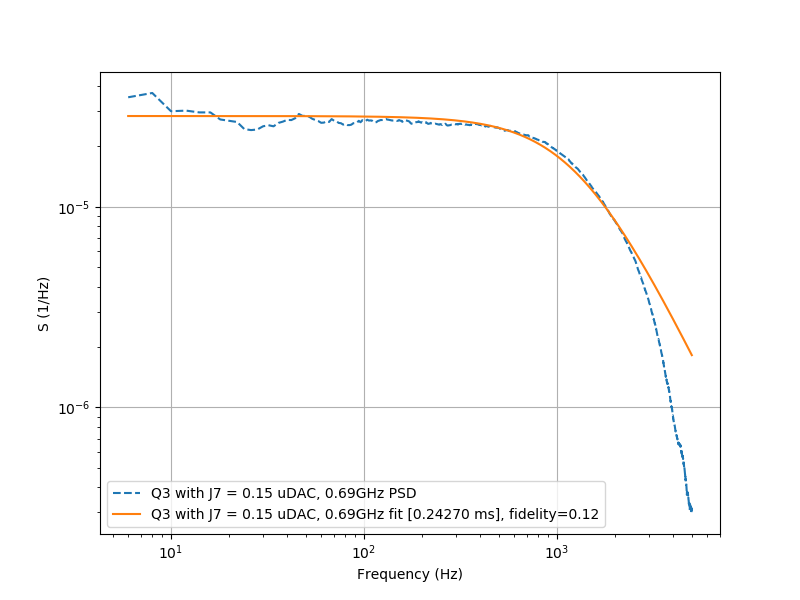 S (1/Hz)
10⁻⁵
10⁻⁶
Q3 with J7 = 0.15 uDAC, 0.69GHz PSD
Q3 with J7 = 0.15 uDAC, 0.69GHz fit [0.24270 ms], fidelity=0.12
10¹ 10² 10³
Frequency (Hz)